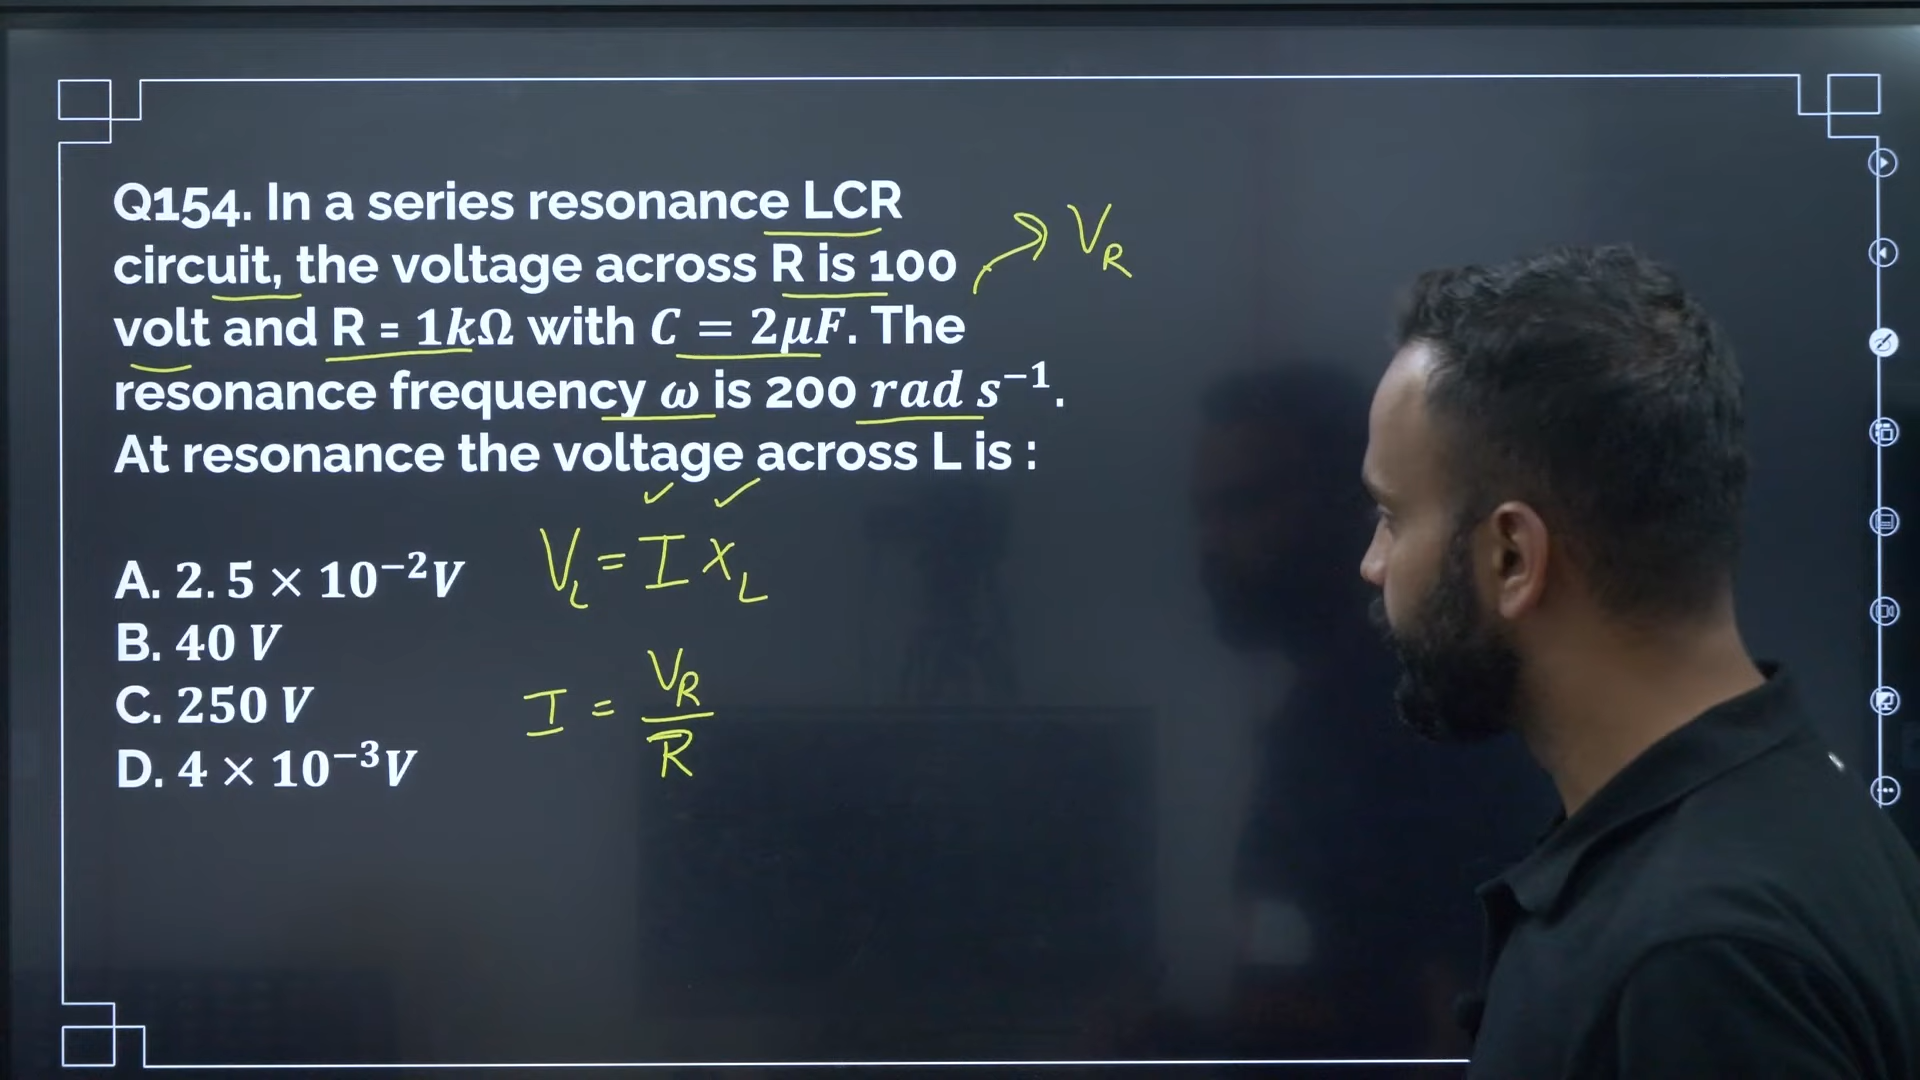 Q154. In a series resonance LCR
circuit, the voltage across R is 100
volt and R = 1kΩ with C = 2μF. The
resonance frequency ω is 200 rad s⁻¹.
At resonance the voltage across L is :
A. 2.5 × 10⁻²V
B. 40 V
C. 250 V
D. 4 × 10⁻³V
V_R
V_L = I X_L
I = V_R / R